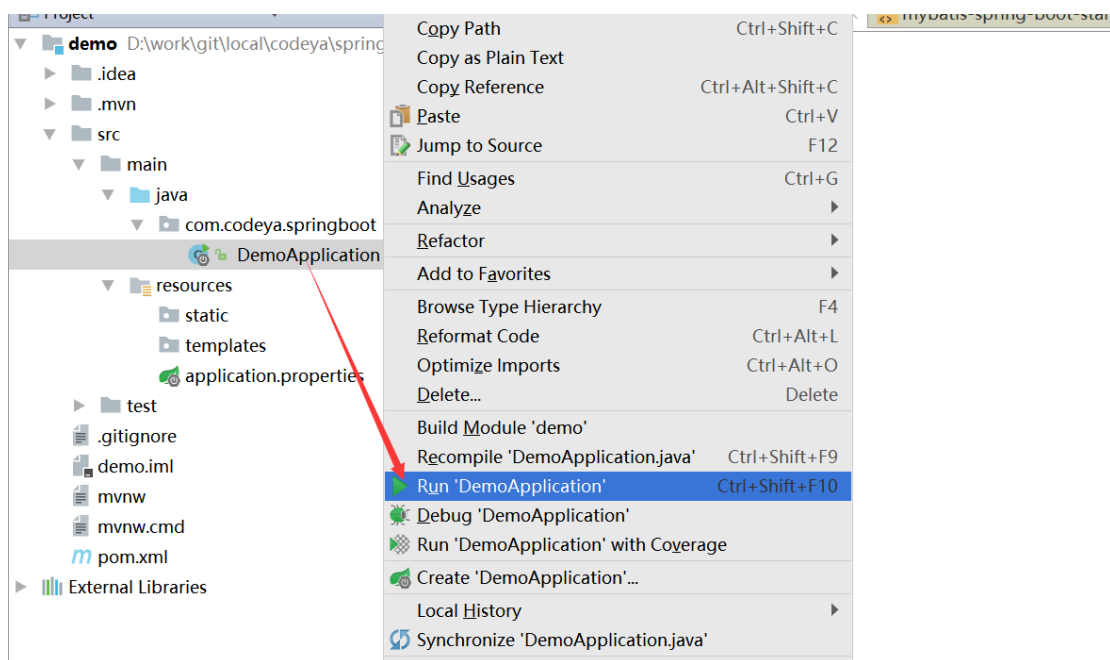 Project
demo D:\work\git\local\codeya\spring
.idea
.mvn
src
main
java
com.codeya.springboot
DemoApplication
resources
static
templates
application.properties
test
.gitignore
demo.iml
mvnw
mvnw.cmd
pom.xml
External Libraries
Copy Path Ctrl+Shift+C
Copy as Plain Text
Copy Reference Ctrl+Alt+Shift+C
Paste Ctrl+V
Jump to Source F12
Find Usages Ctrl+G
Analyze
Refactor
Add to Favorites
Browse Type Hierarchy F4
Reformat Code Ctrl+Alt+L
Optimize Imports Ctrl+Alt+O
Delete... Delete
Build Module 'demo'
Recompile 'DemoApplication.java' Ctrl+Shift+F9
Run 'DemoApplication' Ctrl+Shift+F10
Debug 'DemoApplication'
Run 'DemoApplication' with Coverage
Create 'DemoApplication'...
Local History
Synchronize 'DemoApplication.java'
mybatis-spring-boot-star